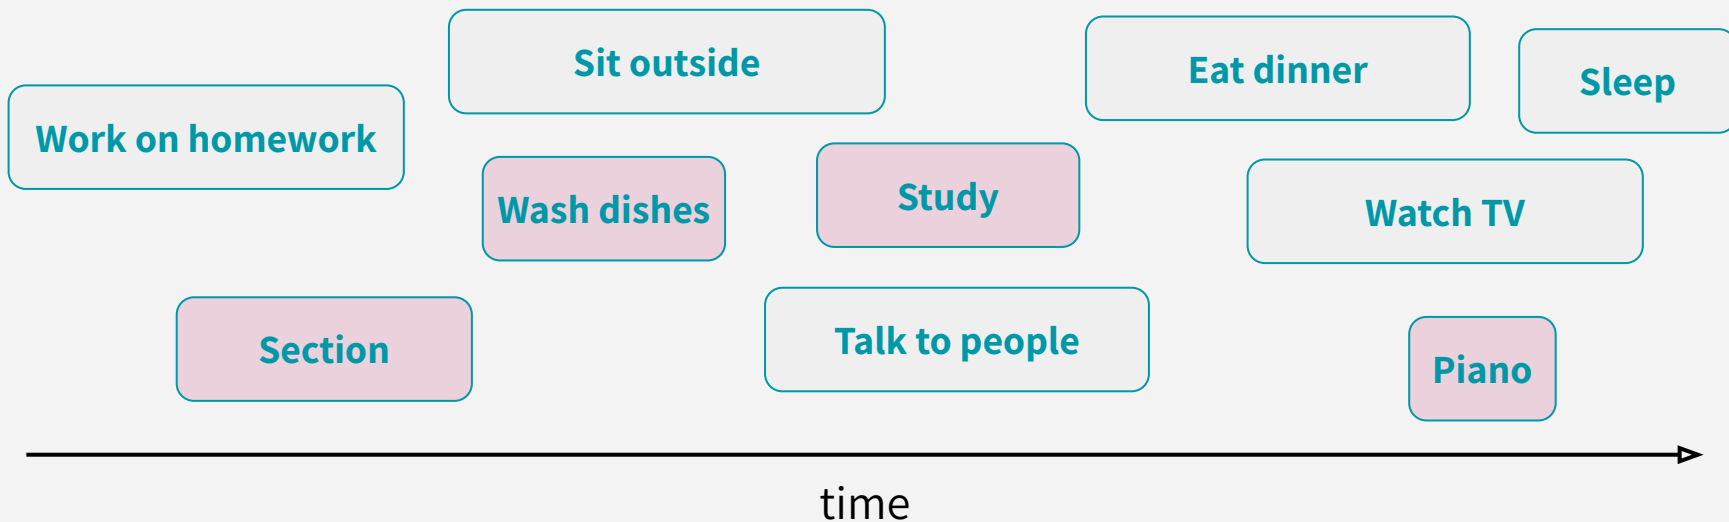 Sit outside
Eat dinner
Sleep
Work on homework
Wash dishes
Study
Watch TV
Section
Talk to people
Piano
time